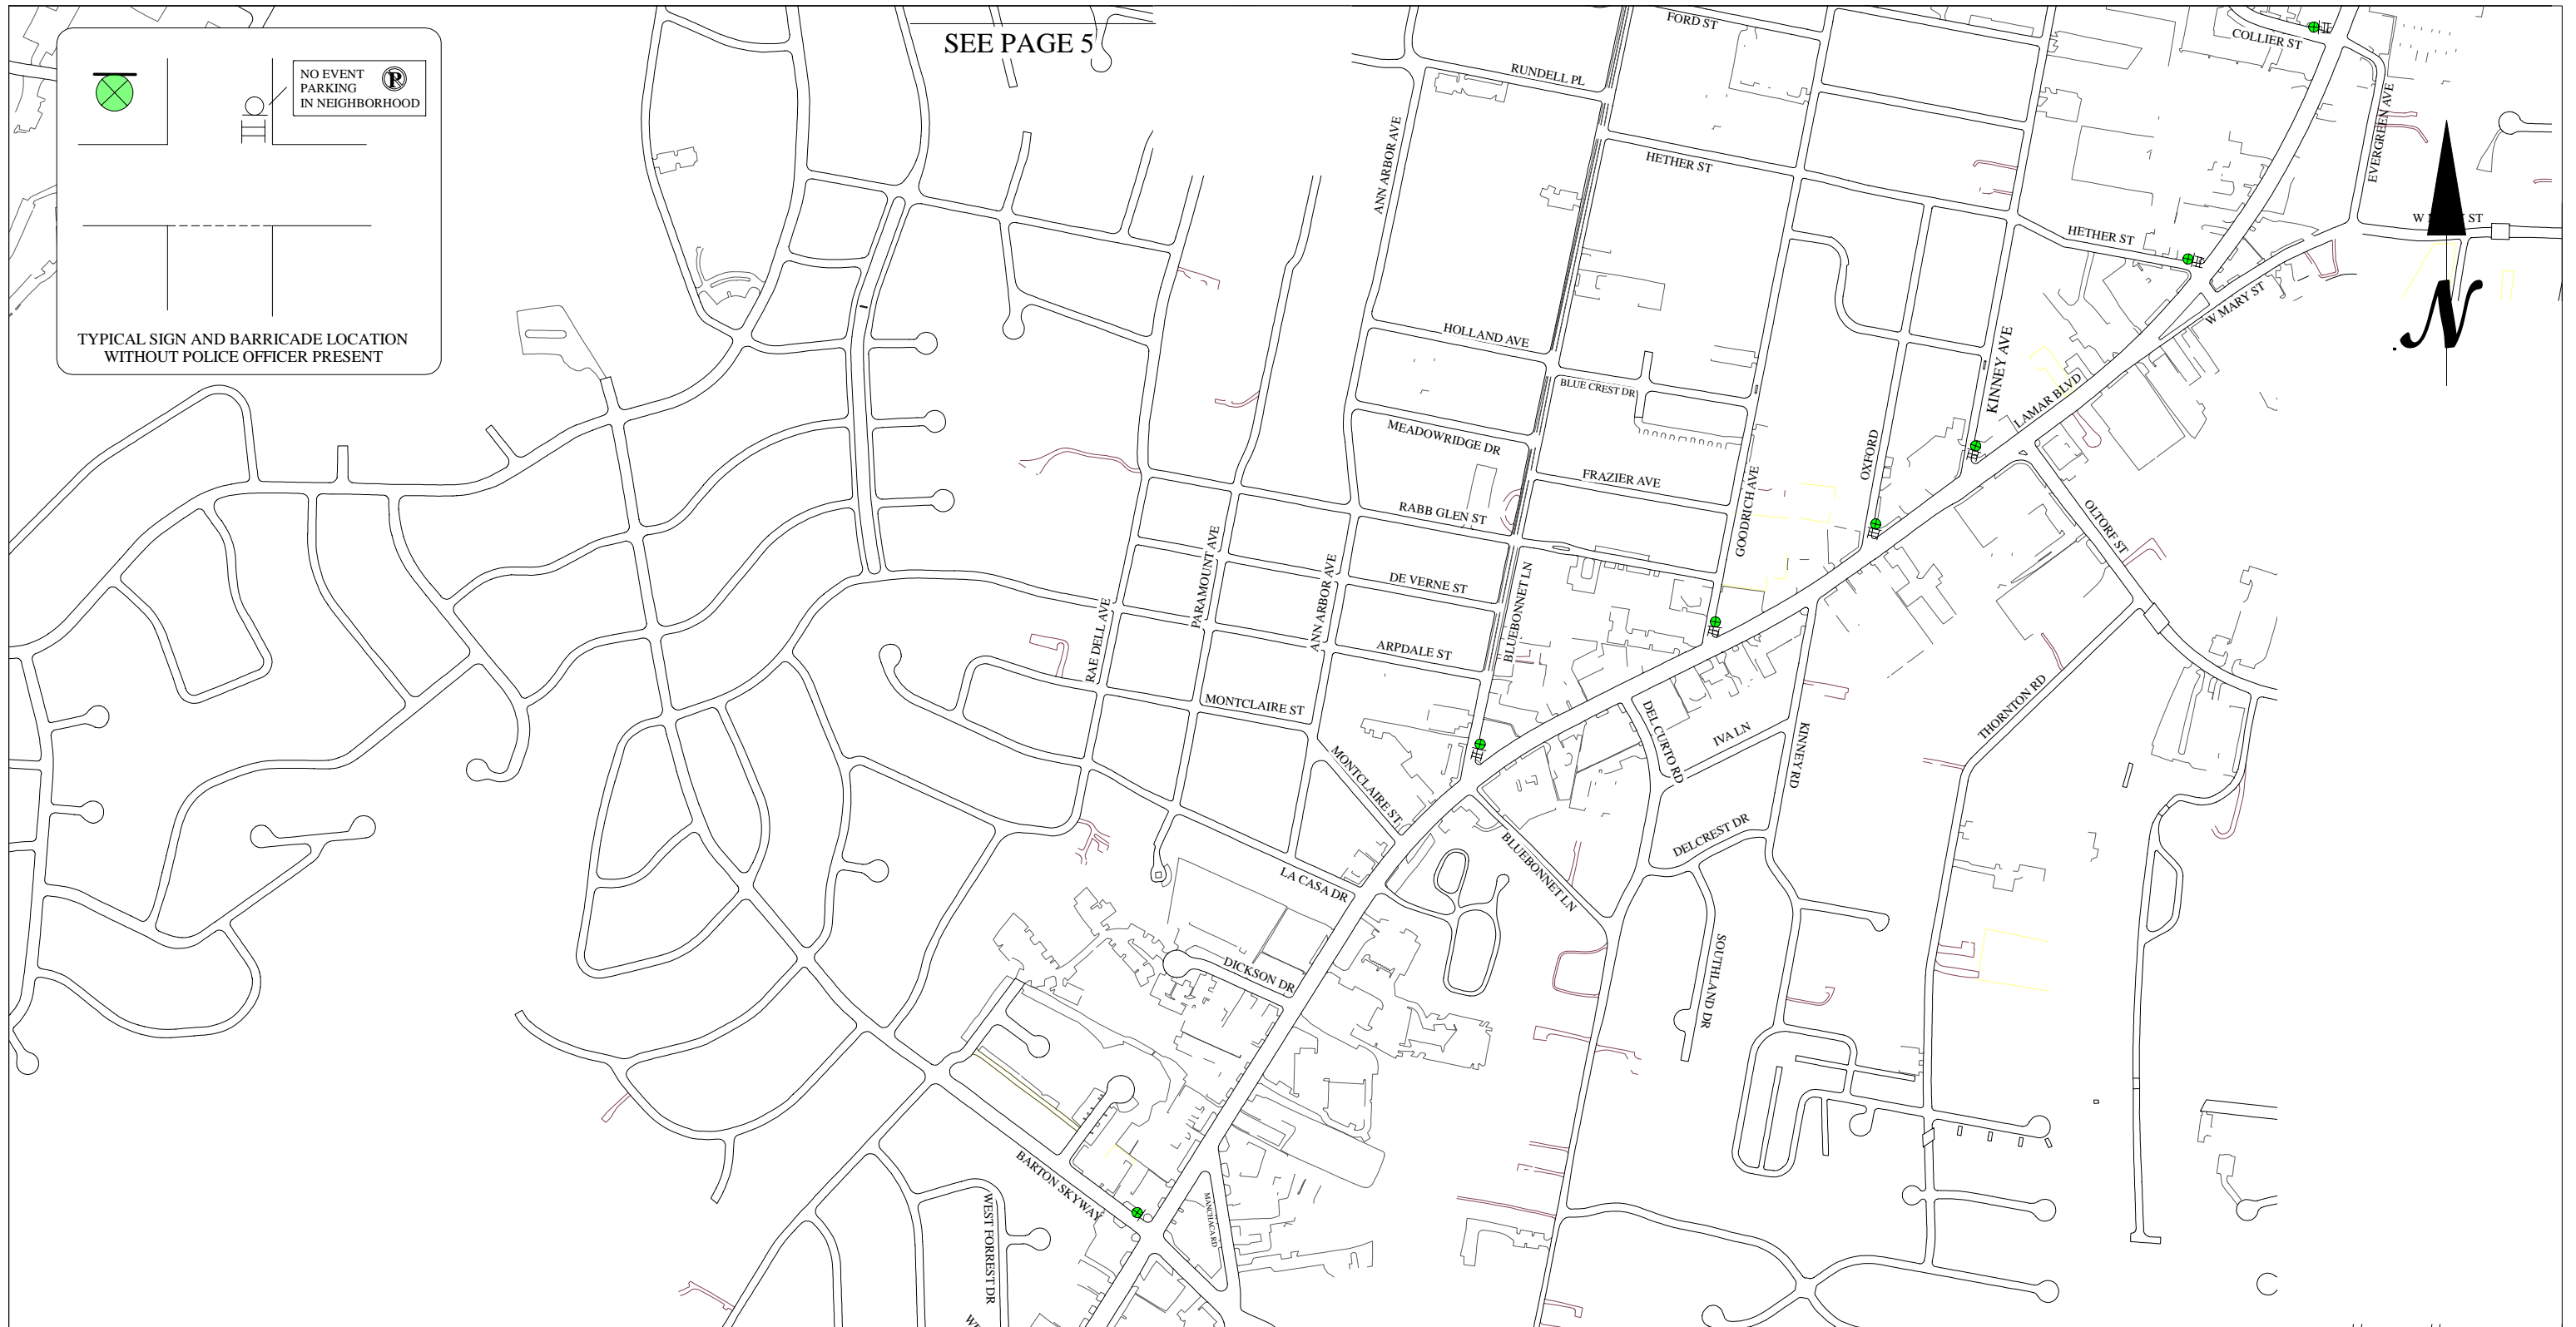 SEE PAGE 5
NO EVENT
PARKING
IN NEIGHBORHOOD
P
TYPICAL SIGN AND BARRICADE LOCATION
WITHOUT POLICE OFFICER PRESENT
FORD ST
COLLIER ST
RUNDELL PL
EVERGREEN AVE
ANN ARBOR AVE
HETHER ST
HETHER ST
ST
N
W MARY ST
HOLLAND AVE
KINNEY AVE
BLUE CREST DR
LAMAR BLVD
MEADOWRIDGE DR
OXFORD
FRAZIER AVE
GOODRICH AVE
RABB GLEN ST
OLTORF ST
PARAMOUNT AVE
ANN ARBOR AVE
DE VERNE ST
BLUEBONNET LN
RAE DELL AVE
ARPDALE ST
MONTCLAIRE ST
THORNTON RD
DEL CURTO RD
IVA LN
KINNEY RD
MONTCLAIRE ST
DELCREST DR
BLUEBONNET LN
LA CASA DR
DICKSON DR
SOUTHLAND DR
BARTON SKYWAY
WEST FORREST DR
MANCHACA RD